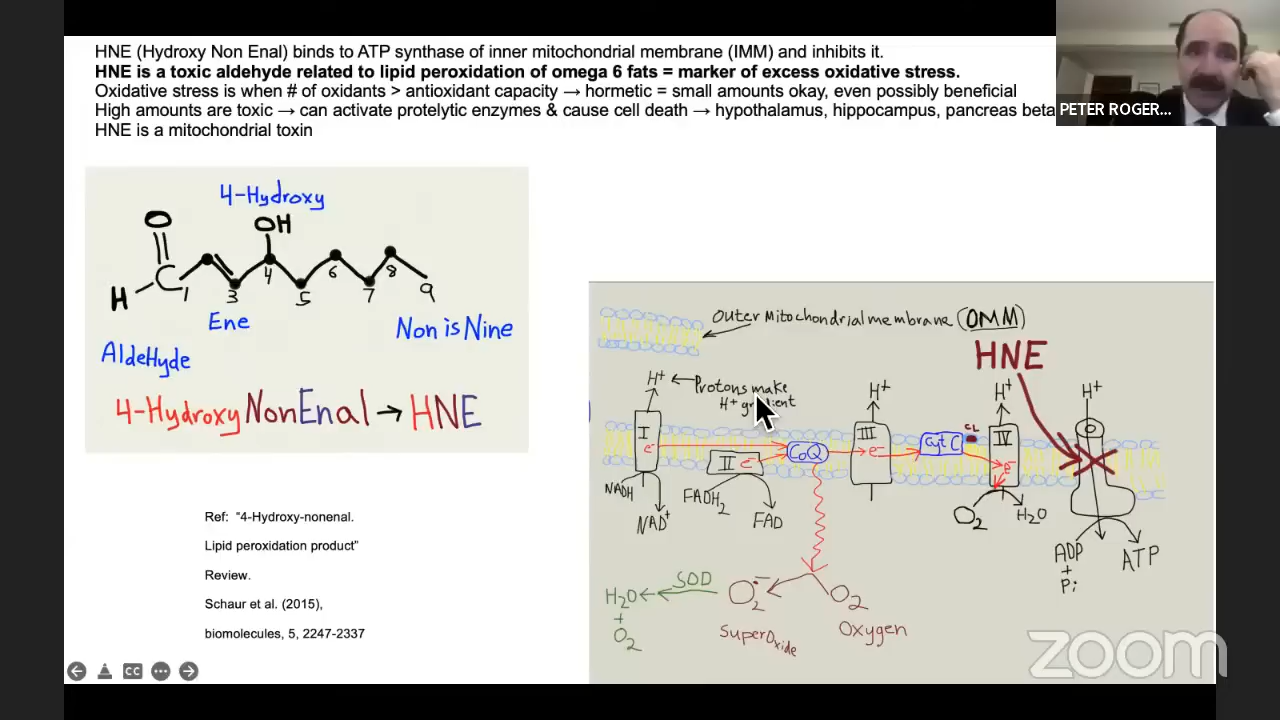 HNE (Hydroxy Non Enal) binds to ATP synthase of inner mitochondrial membrane (IMM) and inhibits it.
HNE is a toxic aldehyde related to lipid peroxidation of omega 6 fats = marker of excess oxidative stress.
Oxidative stress is when # of oxidants > antioxidant capacity → hormetic = small amounts okay, even possibly beneficial
High amounts are toxic → can activate protelytic enzymes & cause cell death → hypothalamus, hippocampus, pancreas beta
HNE is a mitochondrial toxin
PETER ROGER...
4-Hydroxy
O
OH
H
C
1
3
4
5
6
7
8
9
Ene
Non is Nine
Aldehyde
4-Hydroxy NonEnal → HNE
Outer Mitochondrial membrane (OMM)
HNE
H+ ← Protons make
H+
H+
H+
H+
I
e-
II e-
CoQ
III
e-
Cyt C
CL
IV
e-
NADH
NAD+
FADH2
FAD
O2
H2O
ADP
+
Pi
ATP
H2O
+
O2
← SOD
O2-
SuperOxide
O2
Oxygen
Ref: "4-Hydroxy-nonenal.
Lipid peroxidation product"
Review.
Schaur et al. (2015),
biomolecules, 5, 2247-2337
CC
zoom